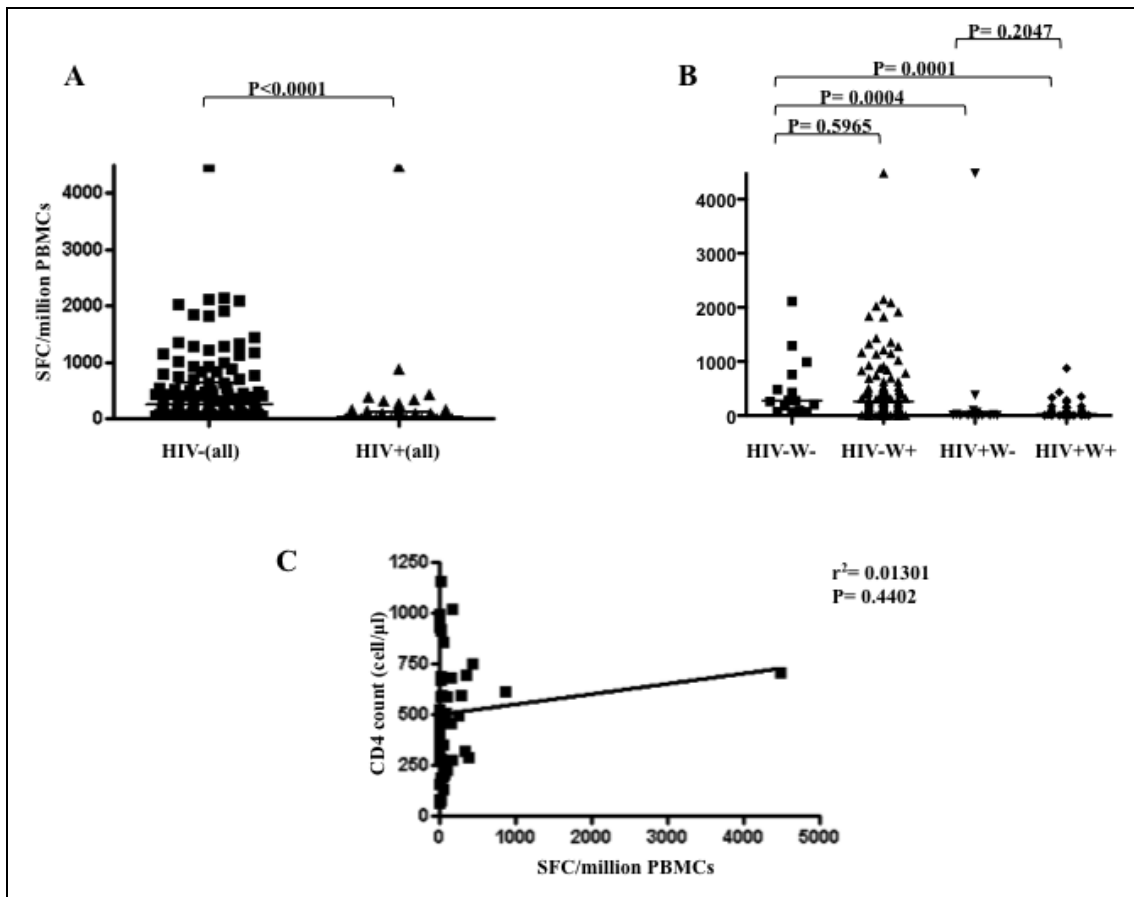 A
P<0.0001
SFC/million PBMCs
4000
3000
2000
1000
0
HIV-(all) HIV+(all)
B
P= 0.2047
P= 0.0001
P= 0.0004
P= 0.5965
4000
3000
2000
1000
0
HIV-W- HIV-W+ HIV+W- HIV+W+
C
r²= 0.01301
P= 0.4402
CD4 count (cell/µl)
1250
1000
750
500
250
0
0 1000 2000 3000 4000 5000
SFC/million PBMCs